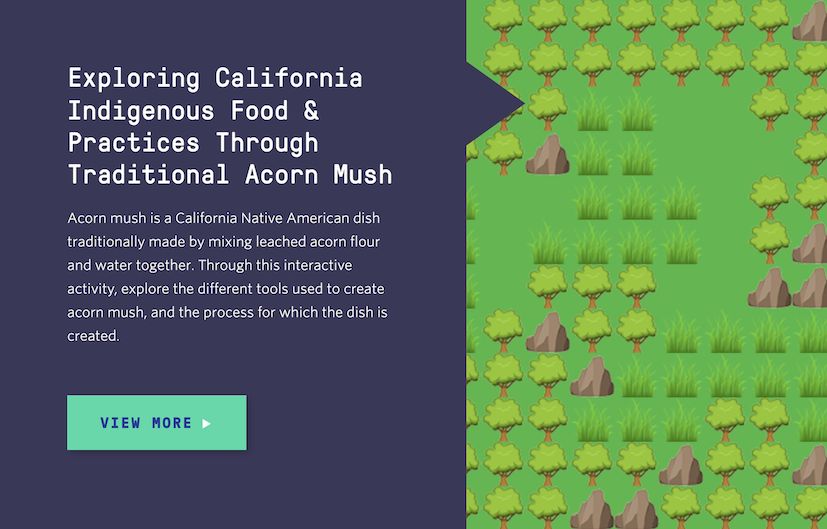 Exploring California
Indigenous Food &
Practices Through
Traditional Acorn Mush
Acorn mush is a California Native American dish
traditionally made by mixing leached acorn flour
and water together. Through this interactive
activity, explore the different tools used to create
acorn mush, and the process for which the dish is
created.
VIEW MORE